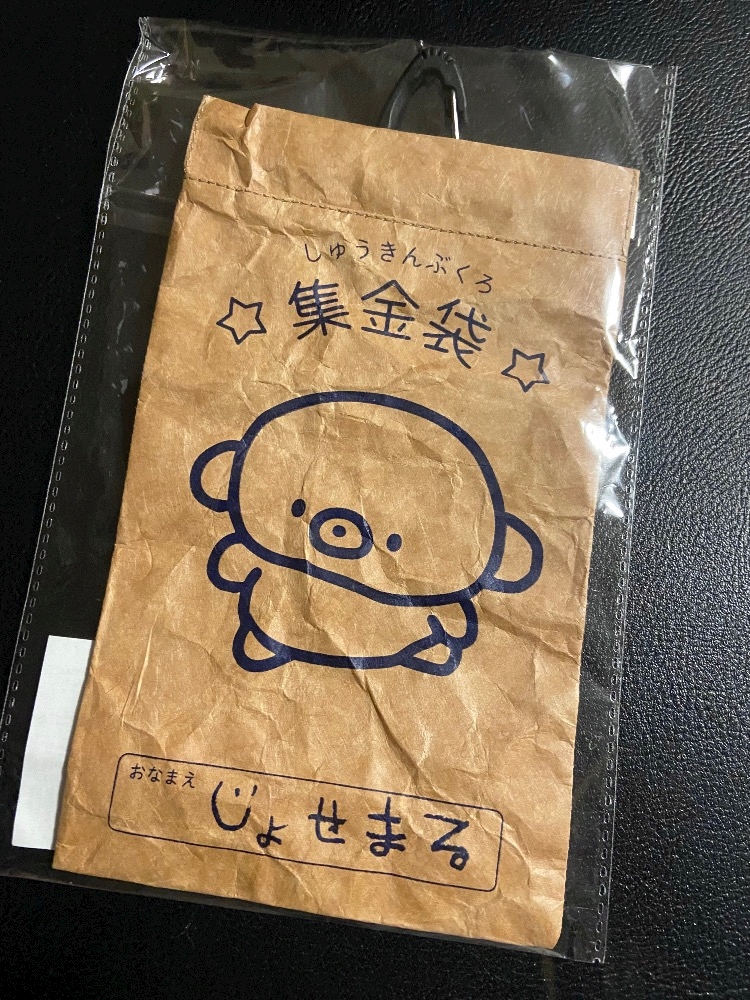 しゅうきんぶくろ
集金袋
おなまえ
じょせまる